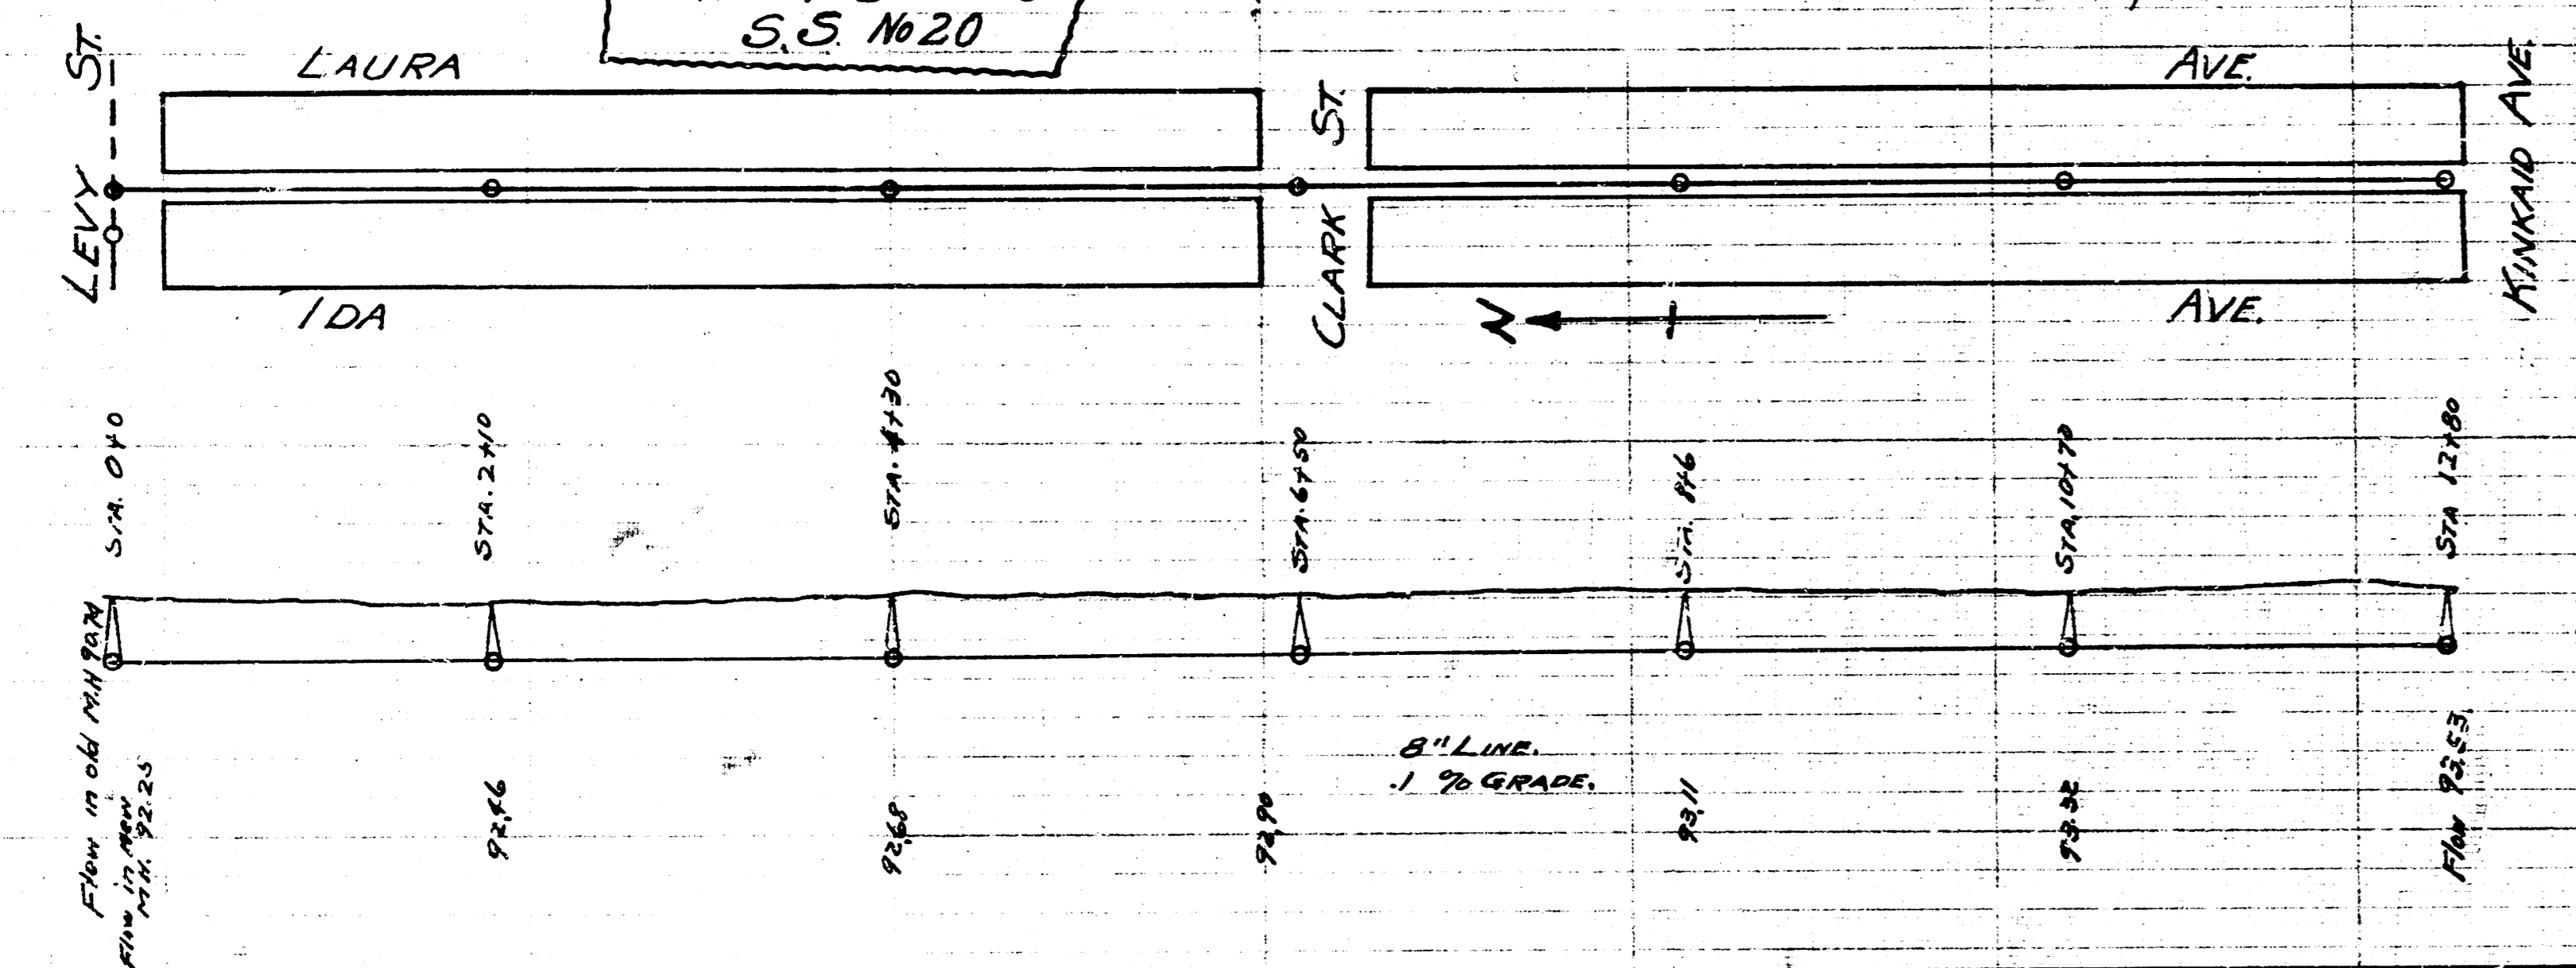 S.S. No 20
LEVY ST.
LAURA AVE.
CLARK ST.
KINKAID AVE.
IDA AVE.
N
STA. 0+0
STA. 2+10
STA. 4+30
STA. 6+50
STA. 8+6
STA. 10+70
STA 12+80
Flow in old M.H 90.74
Flow in New
M.H. 92.25
92.46
92.68
92.90
8" LINE.
.1 % GRADE.
93.11
93.32
Flow 93.53